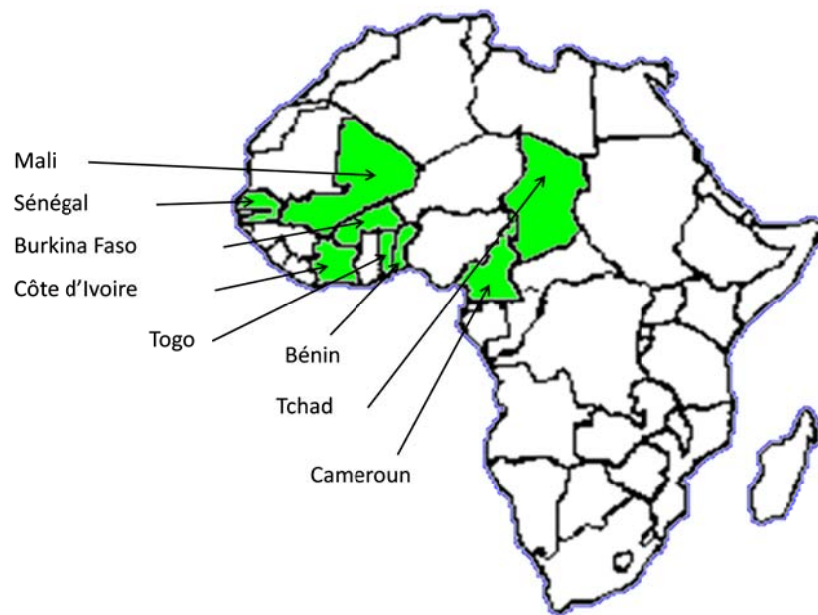 Mali
Sénégal
Burkina Faso
Côte d’Ivoire
Togo
Bénin
Tchad
Cameroun